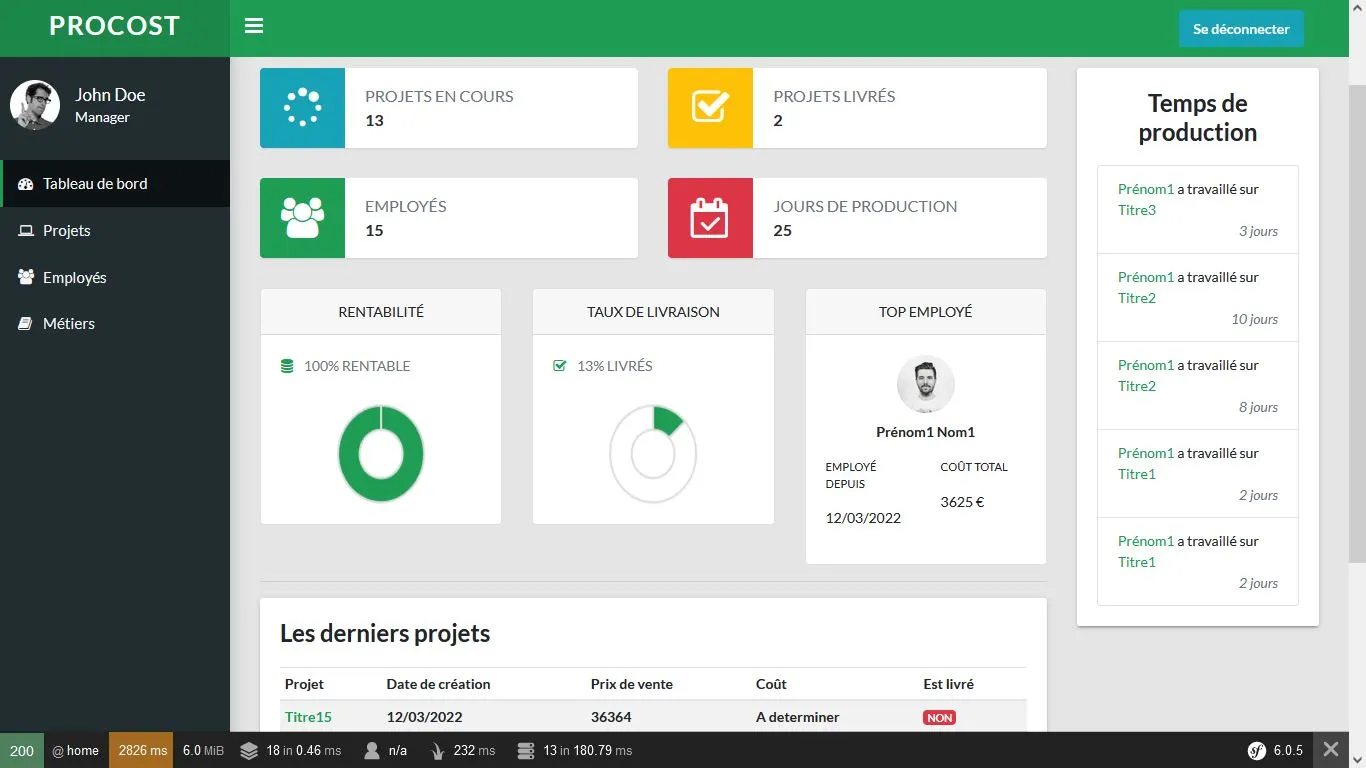 PROCOST
Se déconnecter
John Doe
Manager
Tableau de bord
Projets
Employés
Métiers
PROJETS EN COURS
13
PROJETS LIVRÉS
2
EMPLOYÉS
15
JOURS DE PRODUCTION
25
RENTABILITÉ
100% RENTABLE
TAUX DE LIVRAISON
13% LIVRÉS
TOP EMPLOYÉ
Prénom1 Nom1
EMPLOYÉ
DEPUIS
12/03/2022
COÛT TOTAL
3625 €
Temps de
production
Prénom1 a travaillé sur
Titre3
3 jours
Prénom1 a travaillé sur
Titre2
10 jours
Prénom1 a travaillé sur
Titre2
8 jours
Prénom1 a travaillé sur
Titre1
2 jours
Prénom1 a travaillé sur
Titre1
2 jours
Les derniers projets
Projet Date de création Prix de vente Coût Est livré
Titre15 12/03/2022 36364 A determiner NON
200 @ home 2826 ms 6.0 MiB 18 in 0.46 ms n/a 232 ms 13 in 180.79 ms sf 6.0.5